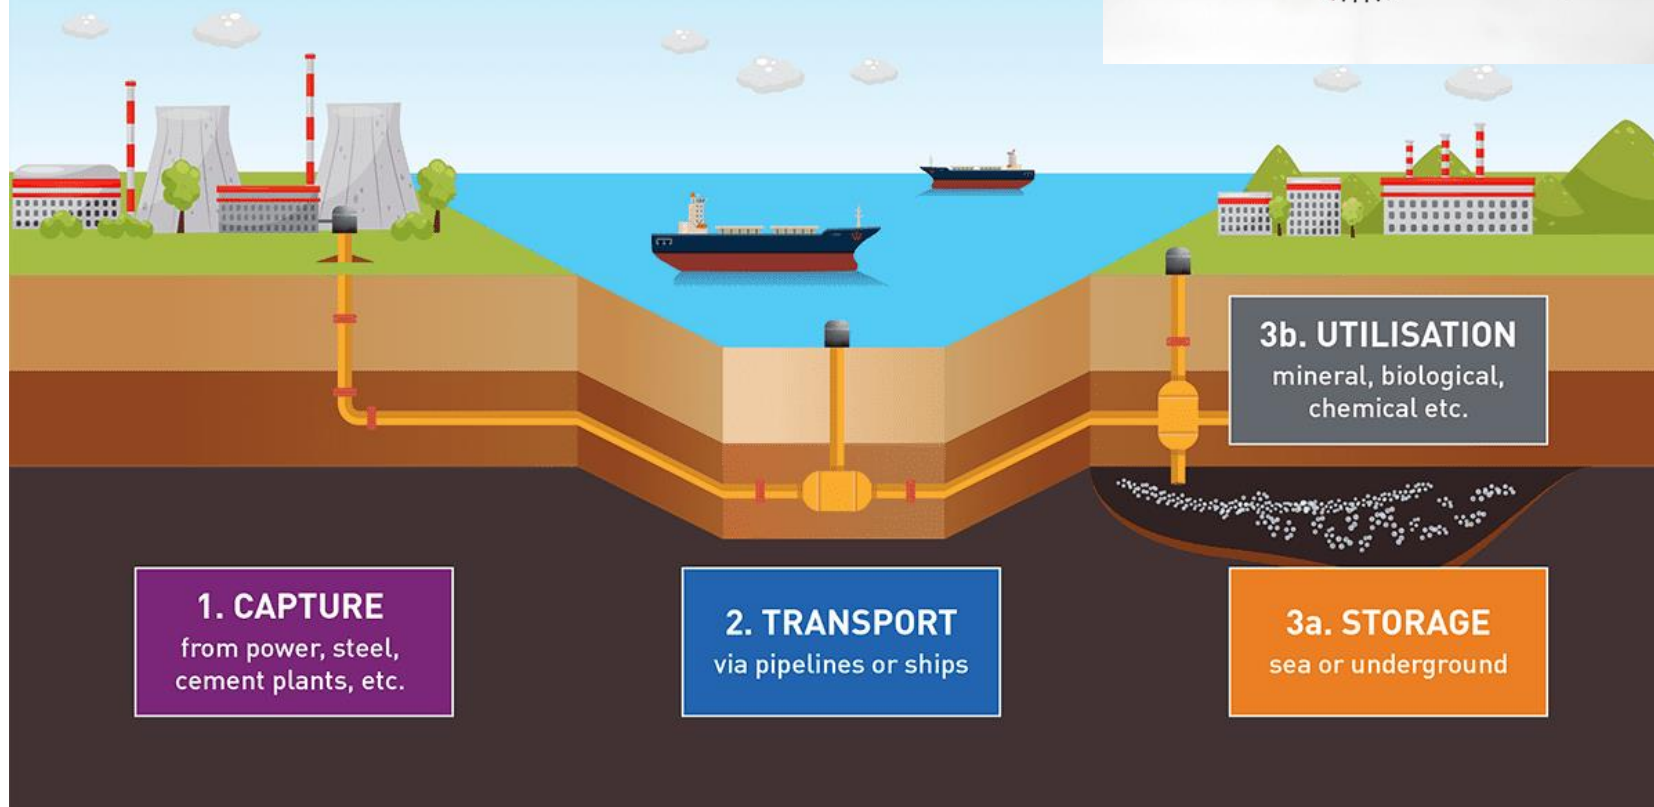 1. CAPTURE
from power, steel,
cement plants, etc.
2. TRANSPORT
via pipelines or ships
3b. UTILISATION
mineral, biological,
chemical etc.
3a. STORAGE
sea or underground